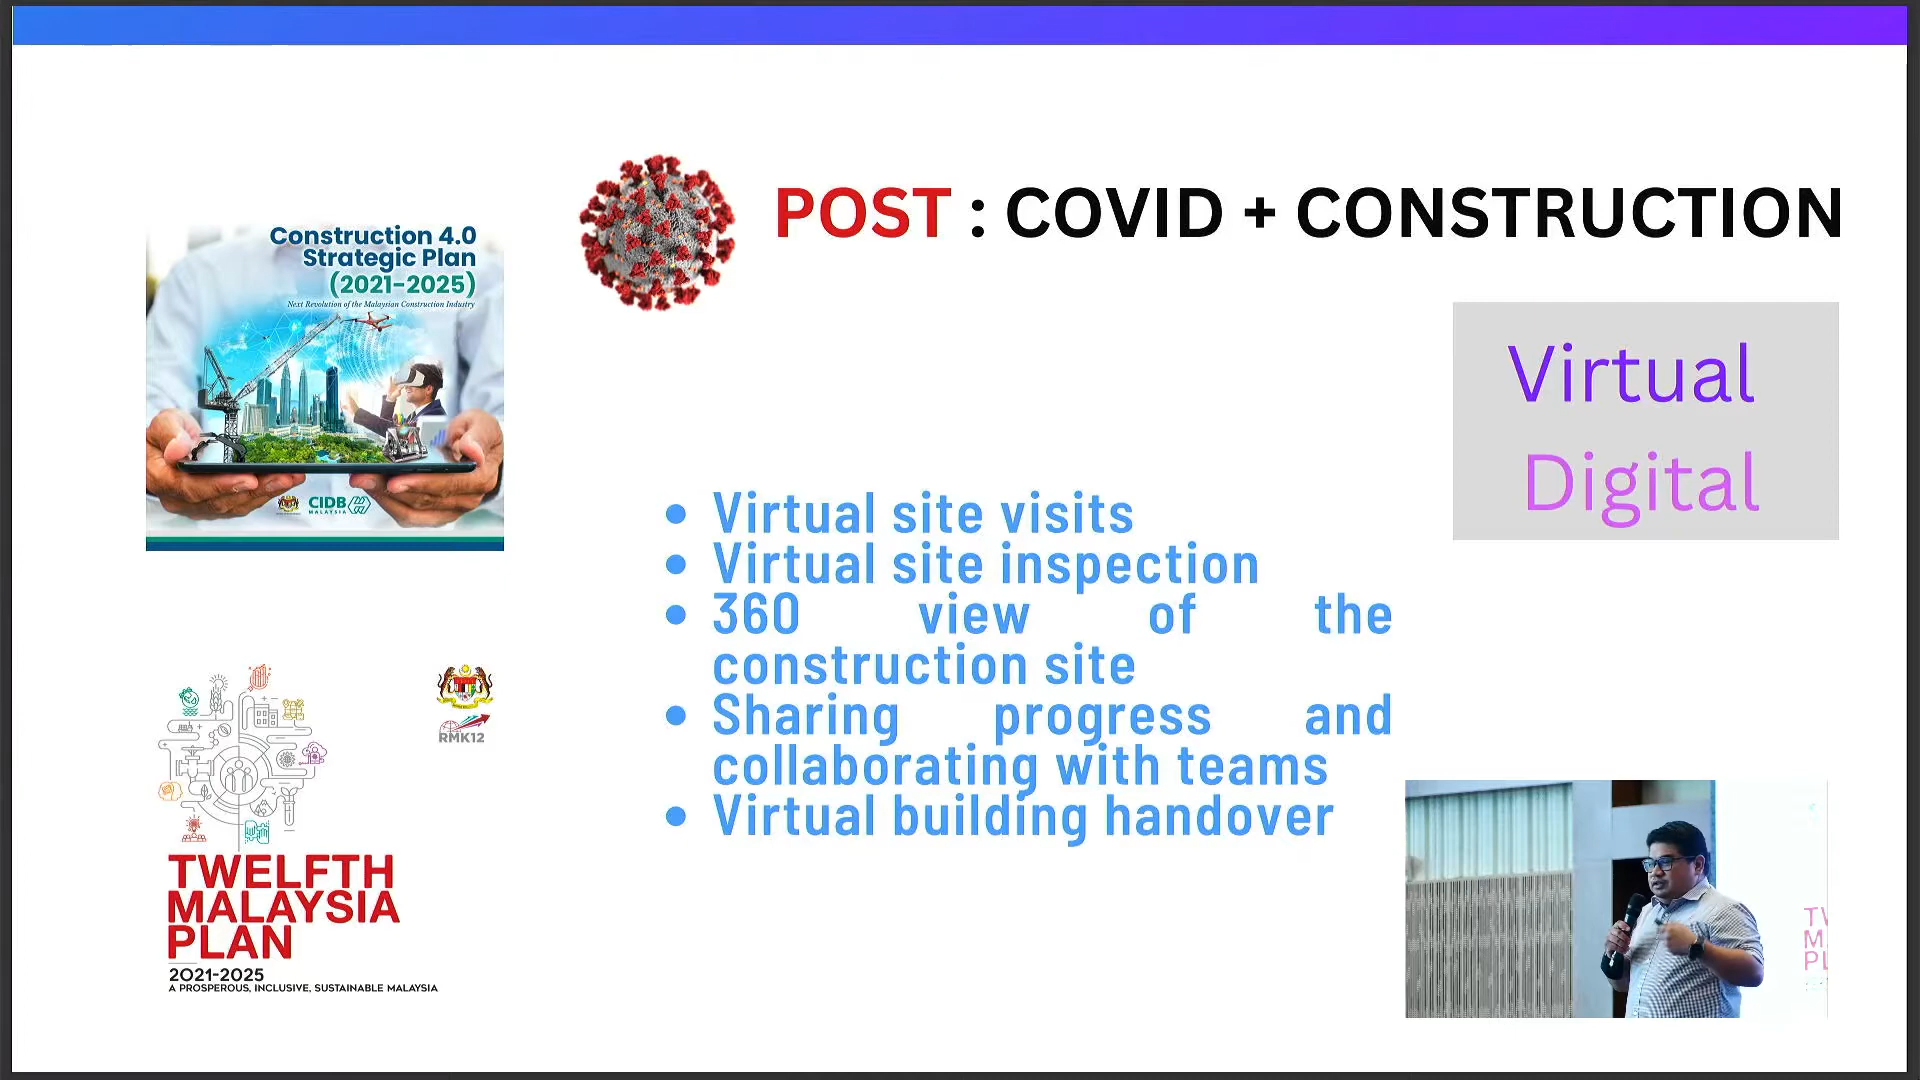 POST : COVID + CONSTRUCTION
Construction 4.0
Strategic Plan
(2021-2025)
Next Revolution of the Malaysian Construction Industry
CIDB
MALAYSIA
Virtual
Digital
• Virtual site visits
• Virtual site inspection
• 360 view of the
construction site
• Sharing progress and
collaborating with teams
• Virtual building handover
RMK12
TWELFTH
MALAYSIA
PLAN
2021-2025
A PROSPEROUS, INCLUSIVE, SUSTAINABLE MALAYSIA